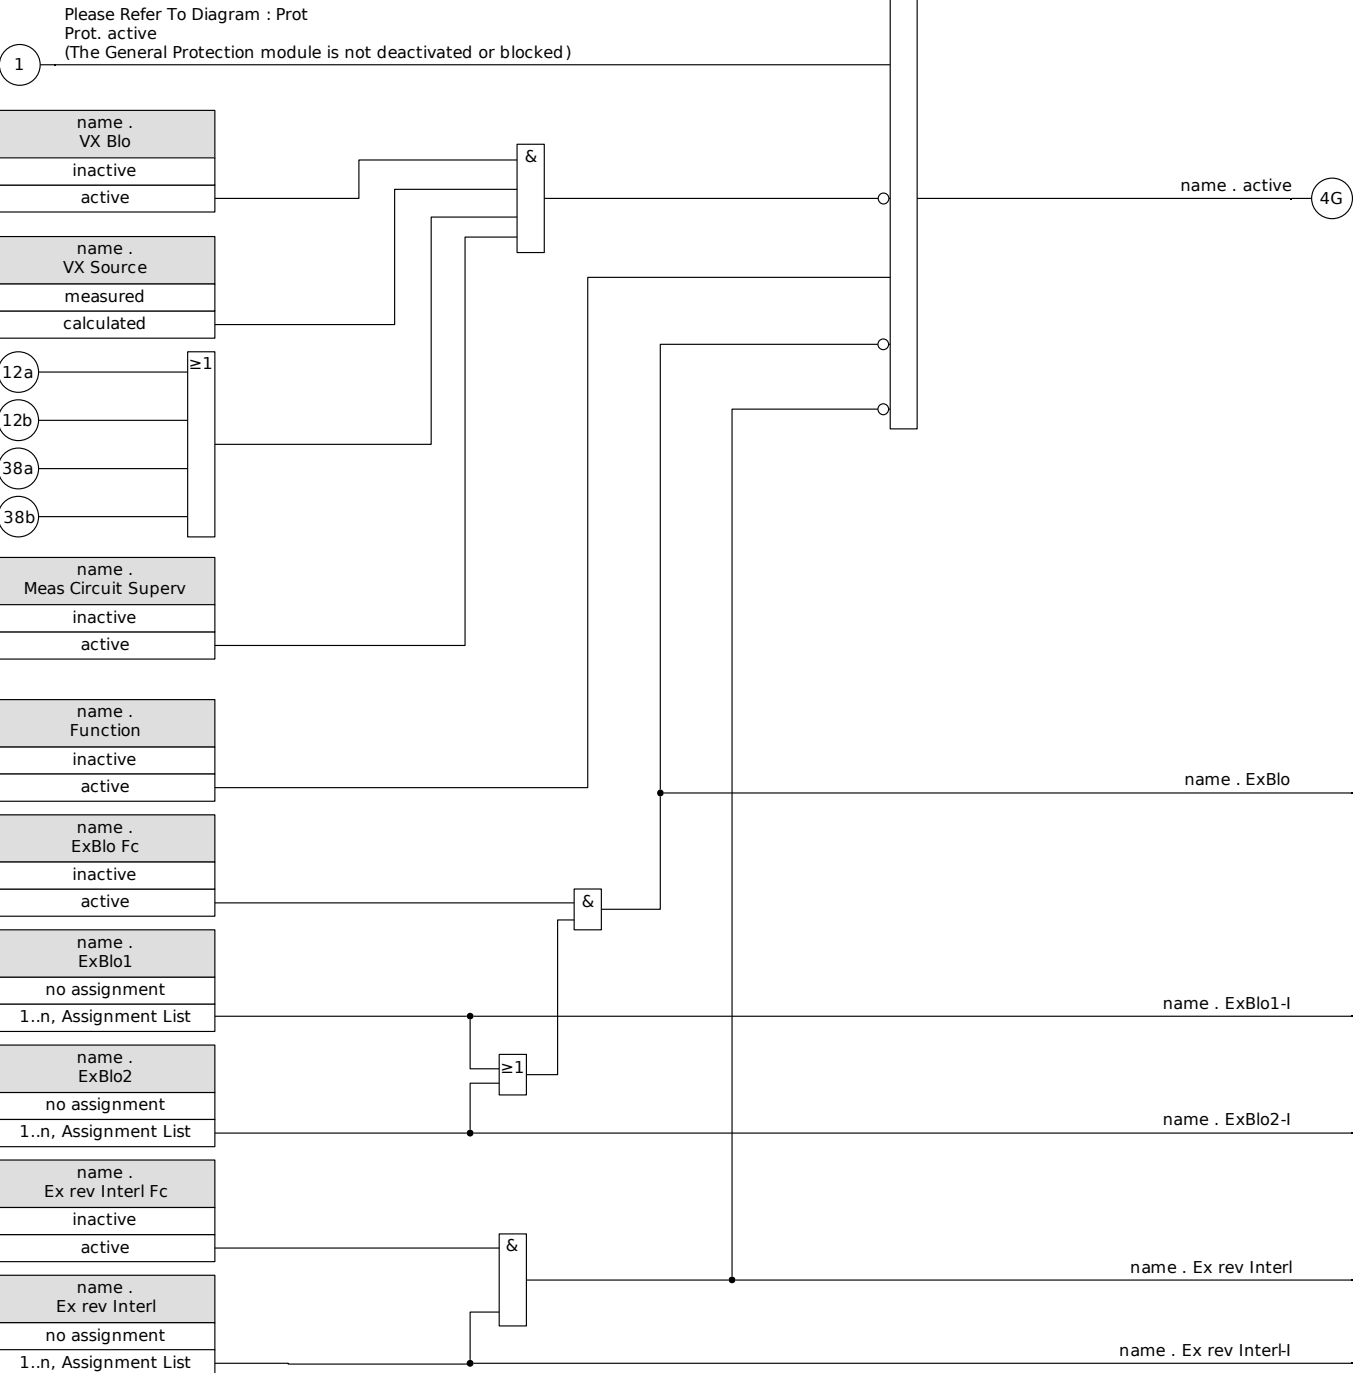 Please Refer To Diagram : Prot
Prot. active
(The General Protection module is not deactivated or blocked)
1
name .
VX Blo
inactive
active
&
name . active
4G
name .
VX Source
measured
calculated
12a
≥1
12b
38a
38b
name .
Meas Circuit Superv
inactive
active
name .
Function
inactive
active
name . ExBlo
name .
ExBlo Fc
inactive
active
&
name .
ExBlo1
no assignment
1..n, Assignment List
name . ExBlo1-I
name .
ExBlo2
≥1
no assignment
1..n, Assignment List
name . ExBlo2-I
name .
Ex rev Interl Fc
inactive
active
&
name . Ex rev Interl
name .
Ex rev Interl
no assignment
1..n, Assignment List
name . Ex rev Interl-I